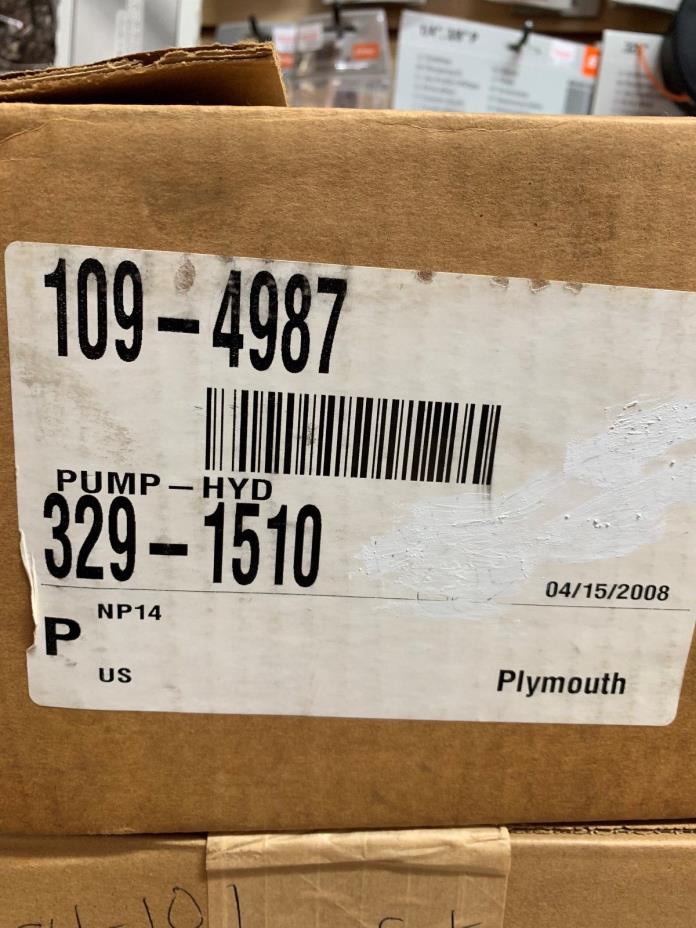 109-4987
PUMP-HYD
329-1510
04/15/2008
NP14
P
US
Plymouth